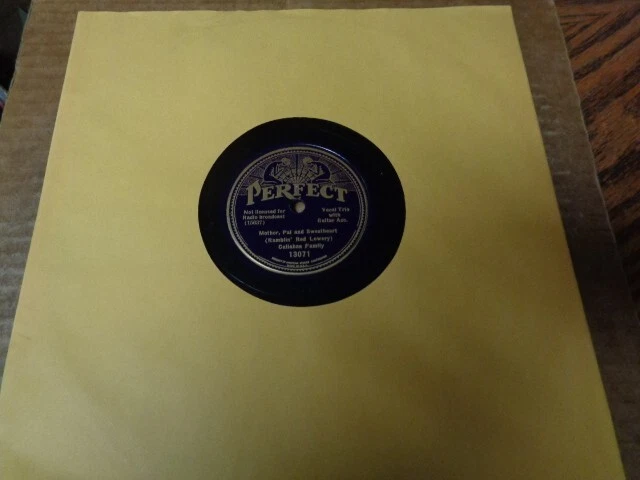 PERFECT
Not licensed for
Radio broadcast
Vocal Trio
with
Guitar Acc.
Mother, Pal and Sweetheart
(Ramblin' Red Lowery)
Callahan Family
13071